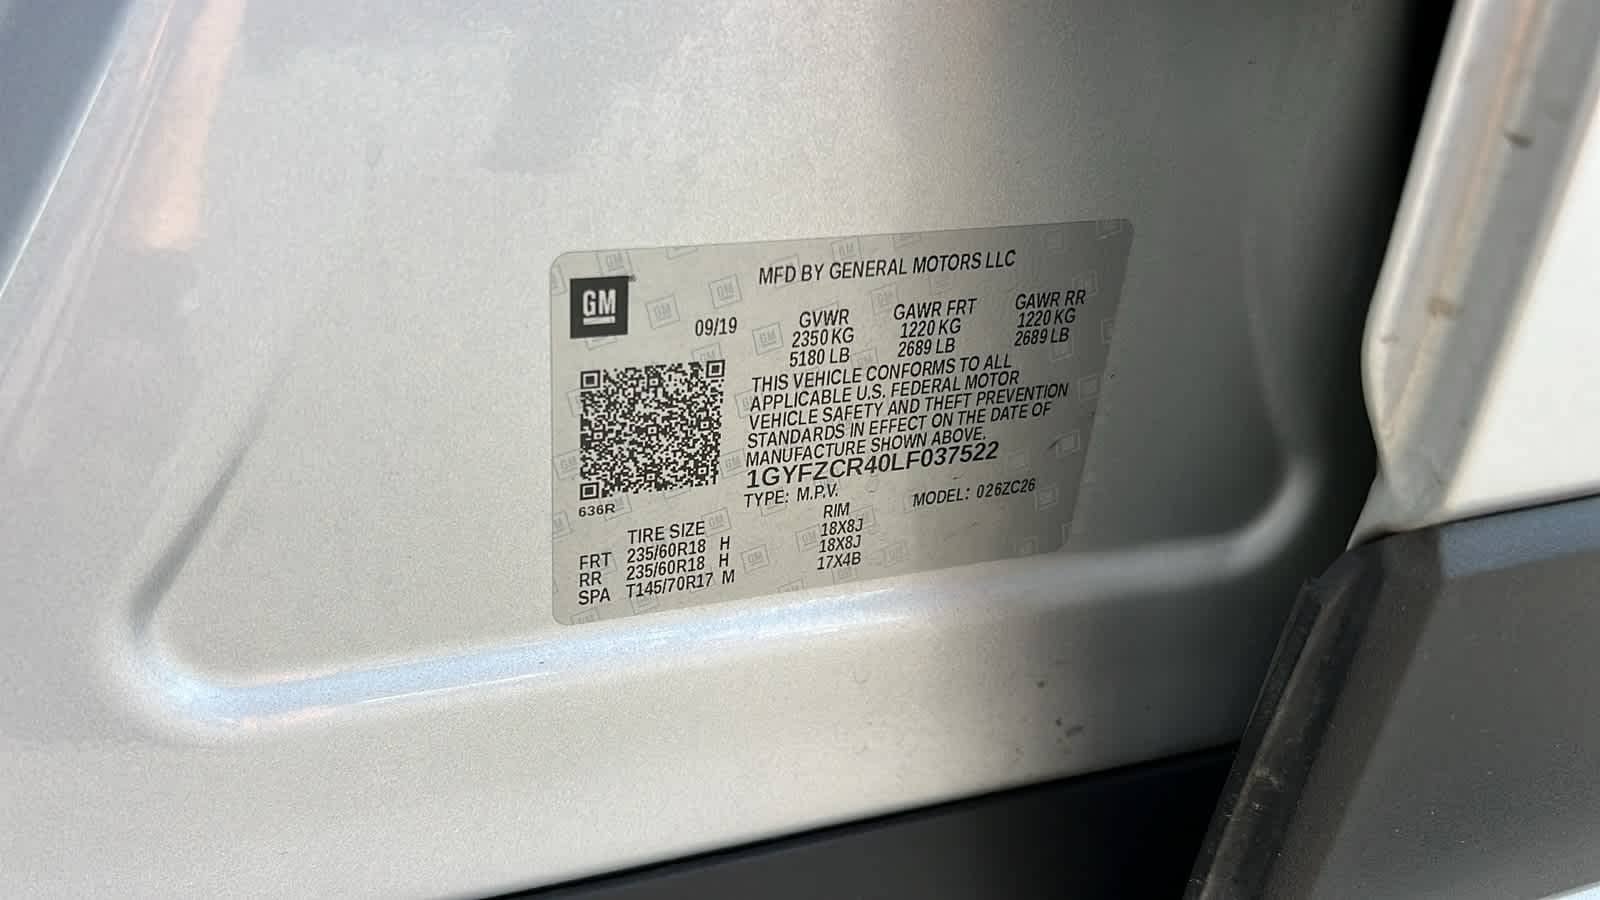 MFD BY GENERAL MOTORS LLC
GM
09/19
GVWR GAWR FRT GAWR RR
2350 KG 1220 KG 1220 KG
5180 LB 2689 LB 2689 LB
THIS VEHICLE CONFORMS TO ALL
APPLICABLE U.S. FEDERAL MOTOR
VEHICLE SAFETY AND THEFT PREVENTION
STANDARDS IN EFFECT ON THE DATE OF
MANUFACTURE SHOWN ABOVE.
1GYFZCR40LF037522
TYPE: M.P.V. MODEL: 026ZC26
636R
TIRE SIZE RIM
FRT 235/60R18 H 18X8J
RR 235/60R18 H 18X8J
SPA T145/70R17 M 17X4B